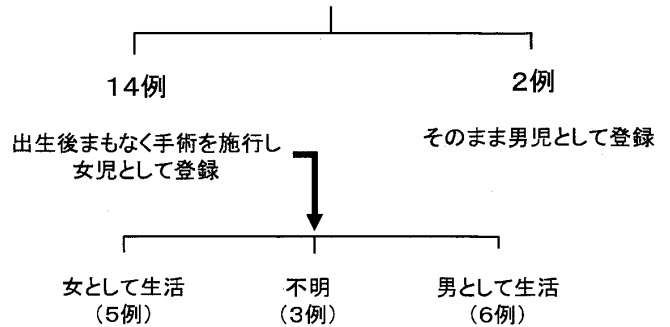 14例
2例
出生後まもなく手術を施行し
女児として登録
そのまま男児として登録
女として生活
(5例)
不明
(3例)
男として生活
(6例)